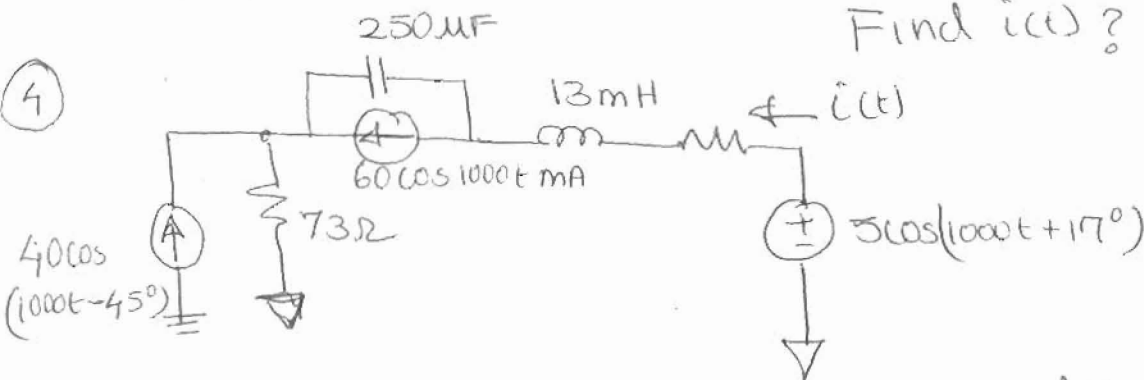 Find i(t) ?
250μF
4
13mH
i(t)
60cos 1000t mA
73Ω
+
-
5cos(1000t+17°)
40cos
(1000t-45°)